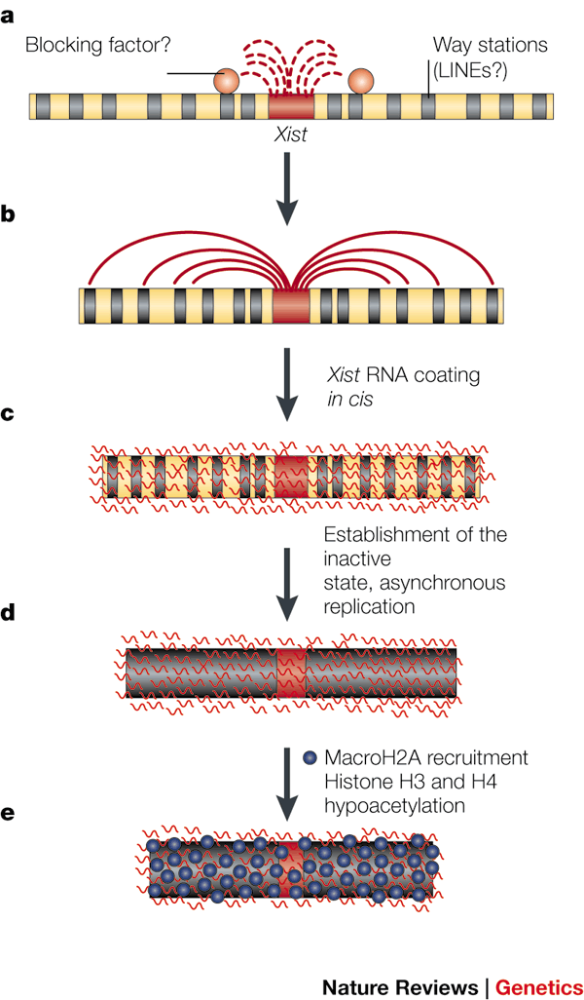 a
Blocking factor?
Way stations
(LINEs?)
Xist
b
Xist RNA coating
in cis
c
Establishment of the
inactive
state, asynchronous
replication
d
MacroH2A recruitment
Histone H3 and H4
hypoacetylation
e
Nature Reviews | Genetics